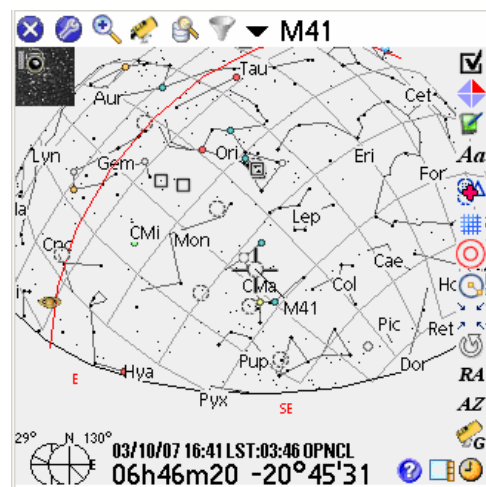 M41
Tau
Aur
Cet
Aa
Lyn
Gem
Ori
Eri
For
la
Lep
Cnc
CMi
Mon
Cae
CMa
Col
Ho
M41
Pic
Ret
Pup
Dor
RA
E
Hya
Pyx
SE
AZ
29° N 130°
G
03/10/07 16:41 LST:03:46 OPNCL
06h46m20 -20°45'31
?